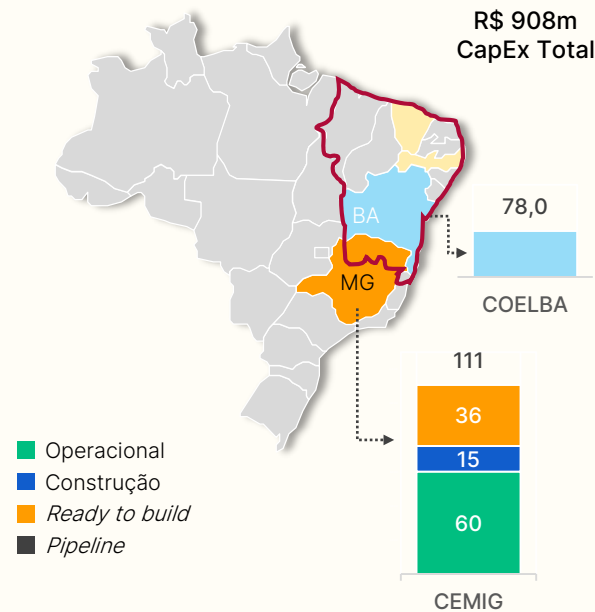 R$ 908m
CapEx Total
BA
78,0
COELBA
MG
111
36
15
60
CEMIG
Operacional
Construção
Ready to build
Pipeline